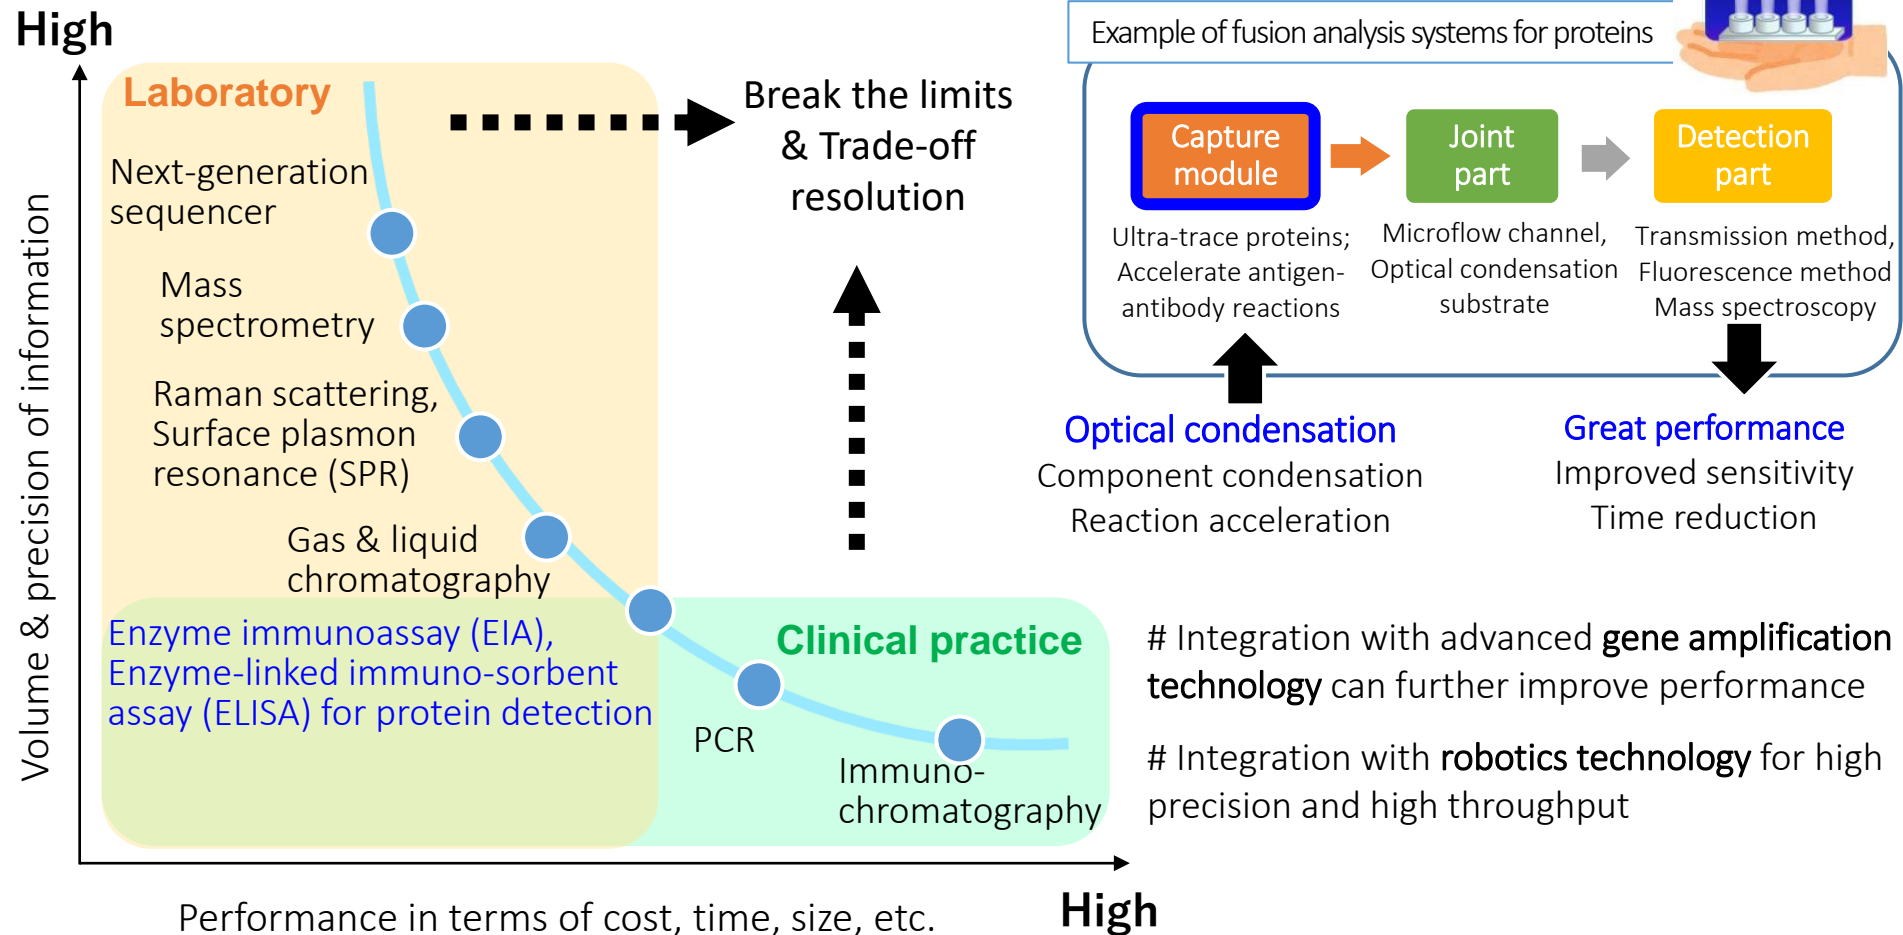 High
Laboratory
Next-generation
sequencer
Mass
spectrometry
Raman scattering,
Surface plasmon
resonance (SPR)
Gas & liquid
chromatography
Enzyme immunoassay (EIA),
Enzyme-linked immuno-sorbent
assay (ELISA) for protein detection
Clinical practice
PCR
Immuno-
chromatography
Volume & precision of information
Performance in terms of cost, time, size, etc.
High
Break the limits
& Trade-off
resolution
Example of fusion analysis systems for proteins
Capture
module
Joint
part
Detection
part
Ultra-trace proteins;
Accelerate antigen-
antibody reactions
Microflow channel,
Optical condensation
substrate
Transmission method,
Fluorescence method
Mass spectroscopy
Optical condensation
Component condensation
Reaction acceleration
Great performance
Improved sensitivity
Time reduction
# Integration with advanced gene amplification
technology can further improve performance
# Integration with robotics technology for high
precision and high throughput